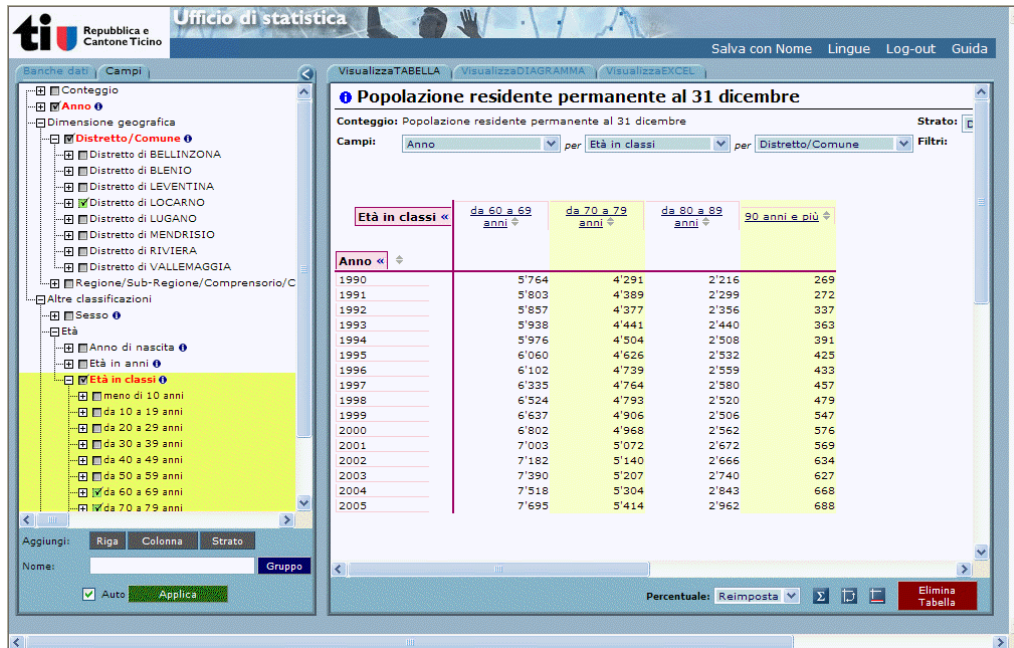 ti Repubblica e
Cantone Ticino
Ufficio di statistica
Salva con Nome Lingue Log-out Guida
Banche dati Campi
Conteggio
Anno
Dimensione geografica
Distretto/Comune
Distretto di BELLINZONA
Distretto di BLENIO
Distretto di LEVENTINA
Distretto di LOCARNO
Distretto di LUGANO
Distretto di MENDRISIO
Distretto di RIVIERA
Distretto di VALLEMAGGIA
Regione/Sub-Regione/Comprensorio/C
Altre classificazioni
Sesso
Età
Anno di nascita
Età in anni
Età in classi
meno di 10 anni
da 10 a 19 anni
da 20 a 29 anni
da 30 a 39 anni
da 40 a 49 anni
da 50 a 59 anni
da 60 a 69 anni
da 70 a 79 anni
Aggiungi: Riga Colonna Strato
Nome: Gruppo
Auto Applica
VisualizzaTABELLA VisualizzaDIAGRAMMA VisualizzaEXCEL
Popolazione residente permanente al 31 dicembre
Conteggio: Popolazione residente permanente al 31 dicembre Strato: D
Campi: Anno per Età in classi per Distretto/Comune Filtri:
Età in classi « da 60 a 69 anni da 70 a 79 anni da 80 a 89 anni 90 anni e più
Anno «
1990 5'764 4'291 2'216 269
1991 5'803 4'389 2'299 272
1992 5'857 4'377 2'356 337
1993 5'938 4'441 2'440 363
1994 5'976 4'504 2'508 391
1995 6'060 4'626 2'532 425
1996 6'102 4'739 2'559 433
1997 6'335 4'764 2'580 457
1998 6'524 4'793 2'520 479
1999 6'637 4'906 2'506 547
2000 6'802 4'968 2'562 576
2001 7'003 5'072 2'672 569
2002 7'182 5'140 2'666 634
2003 7'390 5'207 2'740 627
2004 7'518 5'304 2'843 668
2005 7'695 5'414 2'962 688
Percentuale: Reimposta Σ Elimina
Tabella